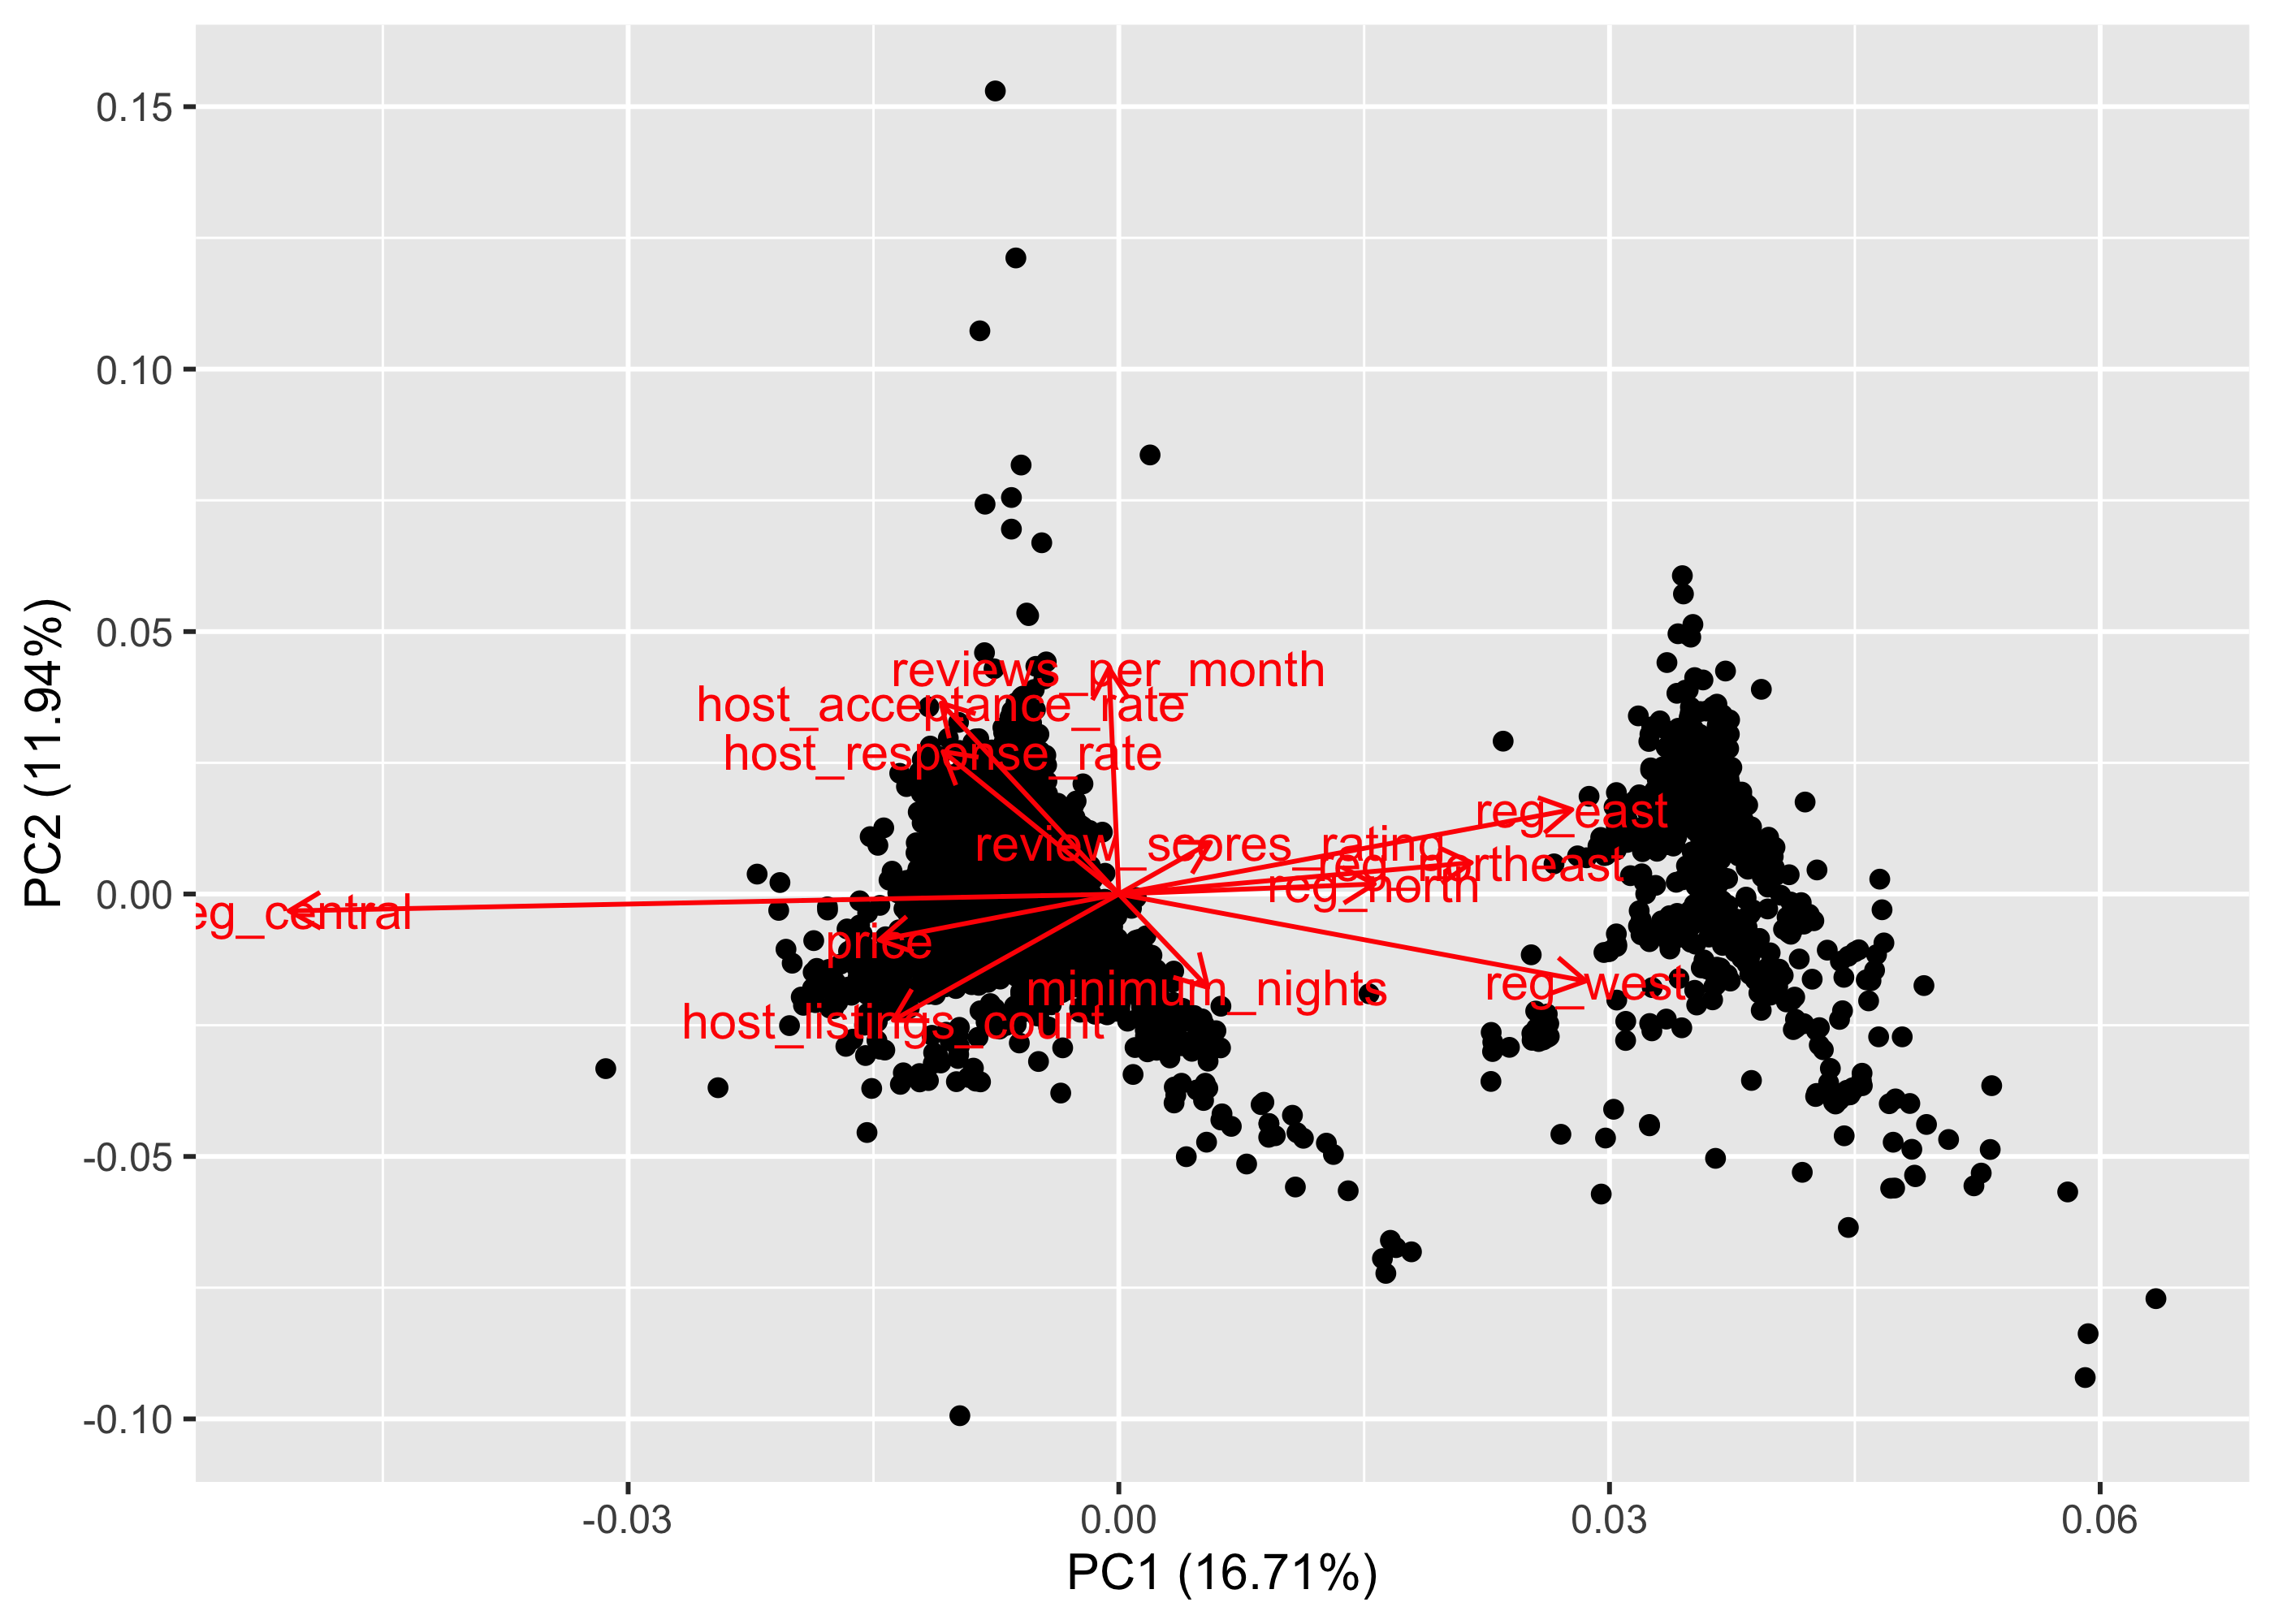 0.15
0.10
0.05
0.00
-0.05
-0.10
PC2 (11.94%)
reviews_per_month
host_acceptance_rate
host_response_rate
reg_east
review_scores_rating
reg_northeast
reg_north
eg_central
price
reg_west
minimum_nights
host_listings_count
-0.03
0.00
0.03
0.06
PC1 (16.71%)